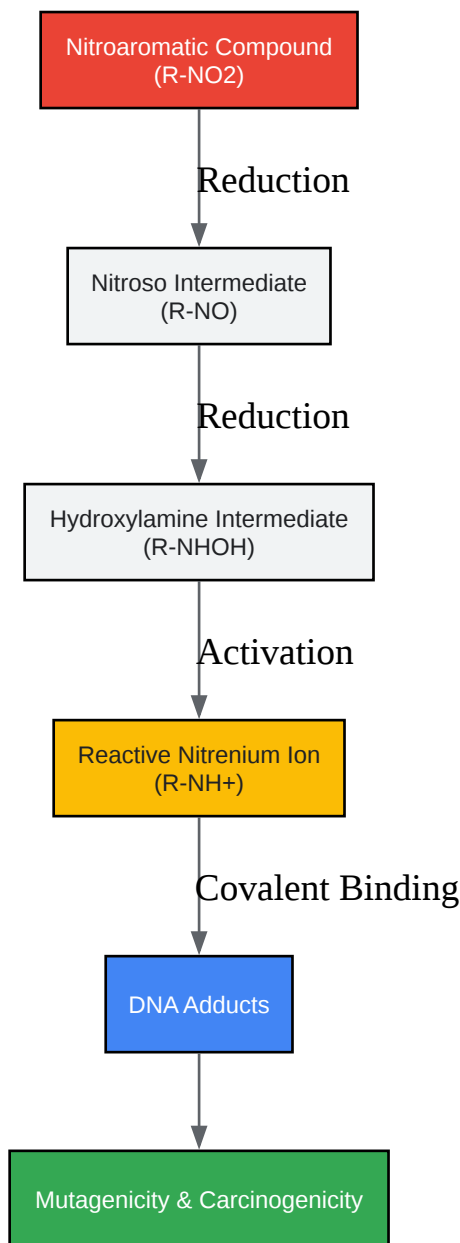 Nitroaromatic Compound
(R-NO2)
Reduction
Nitroso Intermediate
(R-NO)
Reduction
Hydroxylamine Intermediate
(R-NHOH)
Activation
Reactive Nitrenium Ion
(R-NH+)
Covalent Binding
DNA Adducts
Mutagenicity & Carcinogenicity